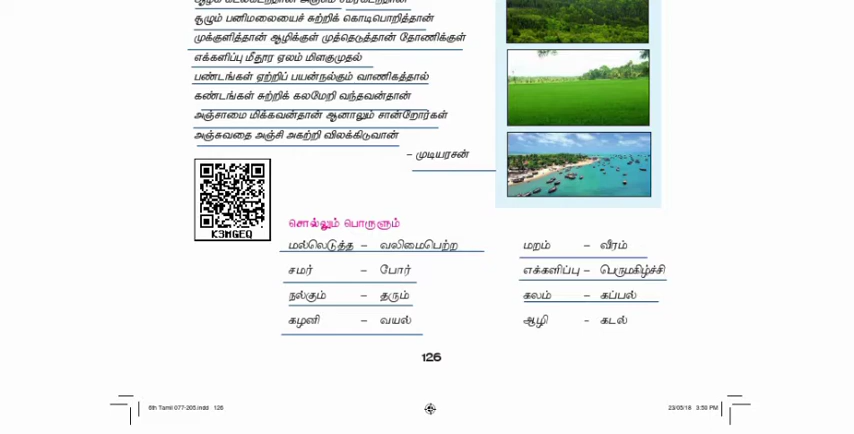 சூழும் பனிமலையைச் சுற்றிக் கொடிபொறித்தான்
முக்குளித்தான் ஆழிக்குள் முத்தெடுத்தான் தோணிக்குள்
எக்களிப்பு மீதூர ஏலம் மிளகுமுதல்
பண்டங்கள் ஏற்றிப் பயன்நல்கும் வாணிகத்தால்
கண்டங்கள் சுற்றிக் கலமேறி வந்தவன்தான்
அஞ்சாமை மிக்கவன்தான் ஆனாலும் சான்றோர்கள்
அஞ்சுவதை அஞ்சி அகற்றி விலக்கிடுவான்
– முடியரசன்
K3MGEQ
சொல்லும் பொருளும்
மல்லெடுத்த – வலிமைபெற்ற
மறம் – வீரம்
சமர் – போர்
எக்களிப்பு – பெருமகிழ்ச்சி
நல்கும் – தரும்
கலம் – கப்பல்
கழனி – வயல்
ஆழி - கடல்
126
6th Tamil 077-205.indd 126
23/05/18 3:59 PM